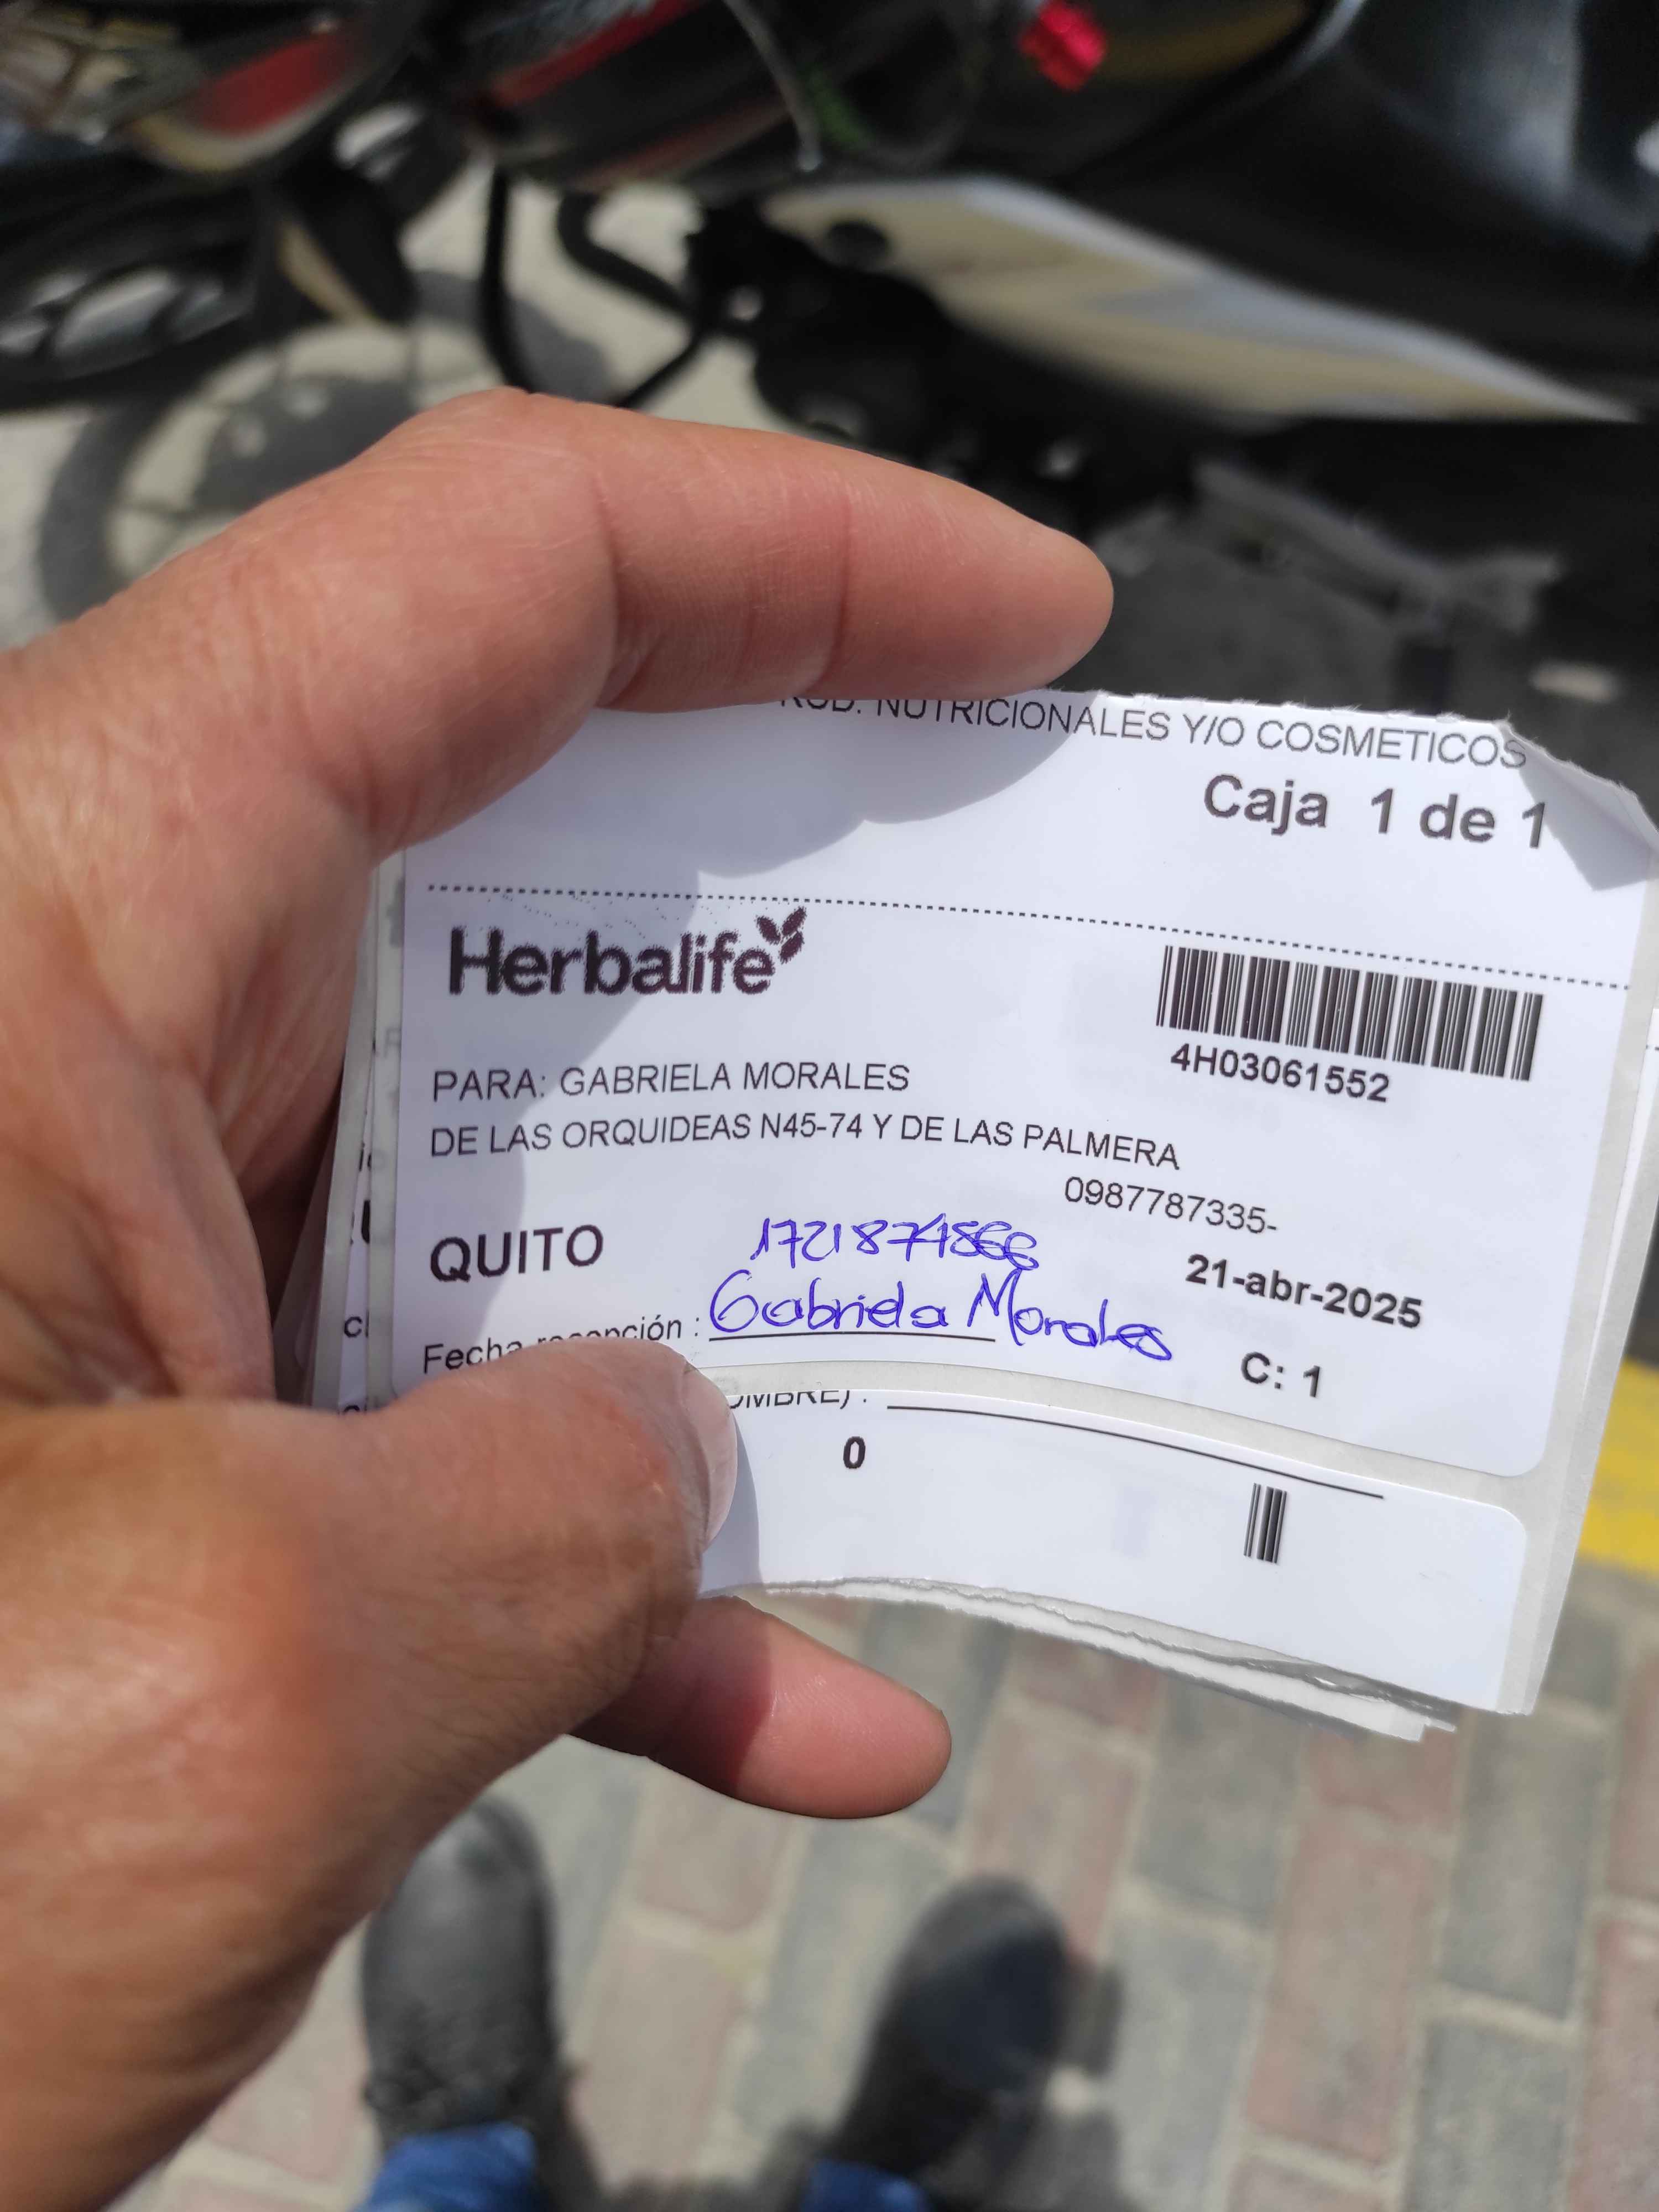 NUTRICIONALES Y/O COSMETICOS
Caja 1 de 1
Herbalife
4H03061552
PARA: GABRIELA MORALES
DE LAS ORQUIDEAS N45-74 Y DE LAS PALMERA
0987787335-
QUITO
21-abr-2025
Gabriela Morales
Fecha :
C: 1
0